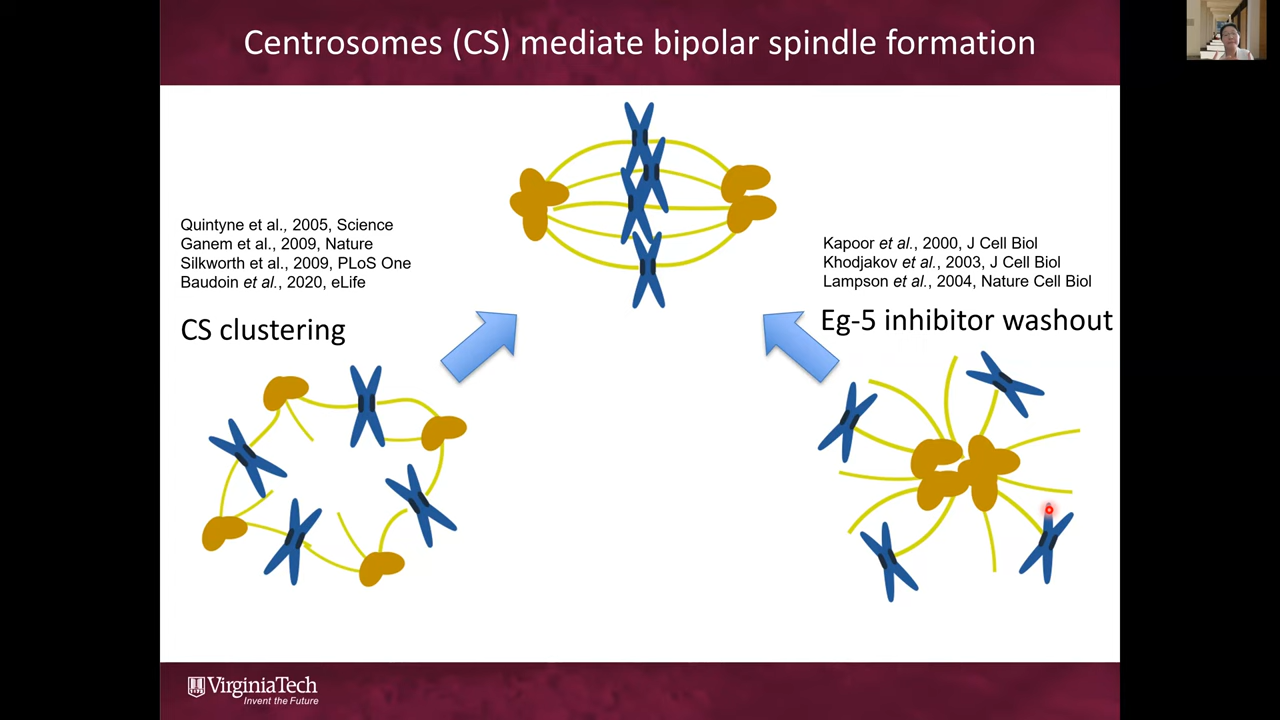 Centrosomes (CS) mediate bipolar spindle formation
Quintyne et al., 2005, Science
Ganem et al., 2009, Nature
Silkworth et al., 2009, PLoS One
Baudoin et al., 2020, eLife
CS clustering
Kapoor et al., 2000, J Cell Biol
Khodjakov et al., 2003, J Cell Biol
Lampson et al., 2004, Nature Cell Biol
Eg-5 inhibitor washout
VirginiaTech
Invent the Future